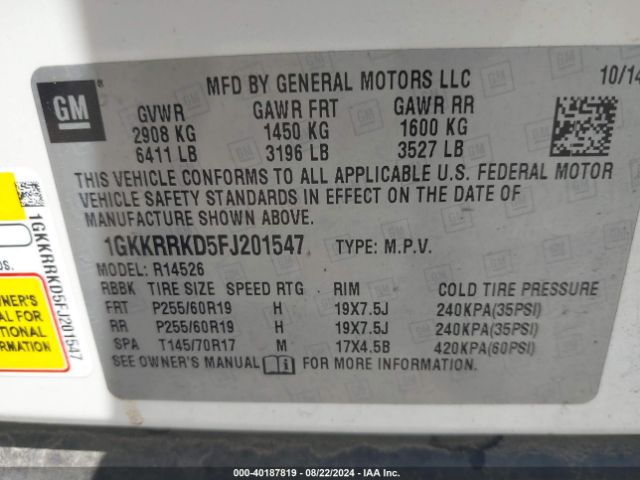 GM
MFD BY GENERAL MOTORS LLC
10/14
GVWR GAWR FRT GAWR RR
2908 KG 1450 KG 1600 KG
6411 LB 3196 LB 3527 LB
THIS VEHICLE CONFORMS TO ALL APPLICABLE U.S. FEDERAL MOTOR
VEHICLE SAFETY STANDARDS IN EFFECT ON THE DATE OF
MANUFACTURE SHOWN ABOVE.
1GKKRRKD5FJ201547 TYPE: M.P.V.
MODEL: R14526
RBBK TIRE SIZE SPEED RTG RIM COLD TIRE PRESSURE
FRT P255/60R19 H 19X7.5J 240KPA(35PSI)
RR P255/60R19 H 19X7.5J 240KPA(35PSI)
SPA T145/70R17 M 17X4.5B 420KPA(60PSI)
SEE OWNER'S MANUAL FOR MORE INFORMATION.
1GKKRRKD5FJ201547
000-40187819 - 08/22/2024 - IAA Inc.